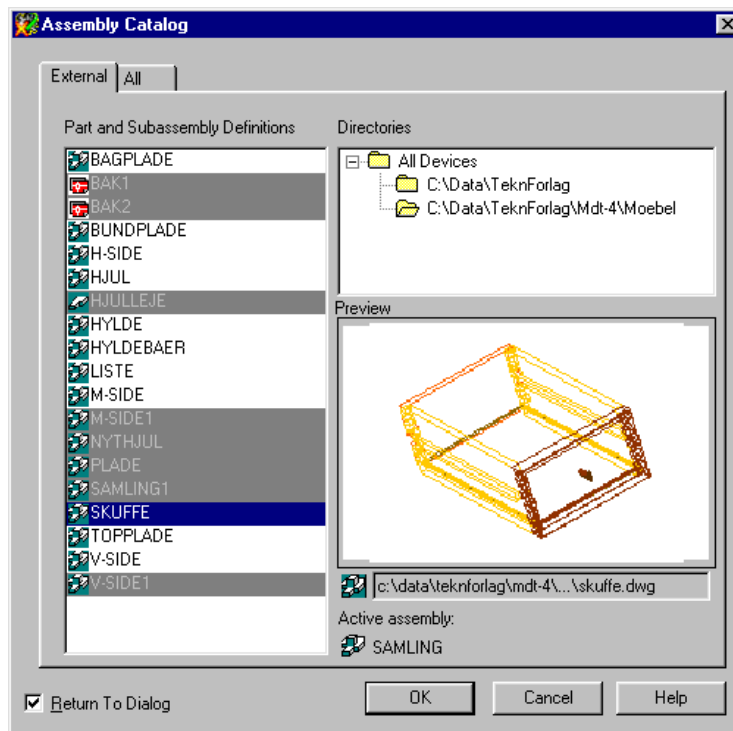 Assembly Catalog
External
All
Part and Subassembly Definitions
BAGPLADE
BAK1
BAK2
BUNDPLADE
H-SIDE
HJUL
HJULLEJE
HYLDE
HYLDEBAER
LISTE
M-SIDE
M-SIDE1
NYTHJUL
PLADE
SAMLING1
SKUFFE
TOPPLADE
V-SIDE
V-SIDE1
Directories
All Devices
C:\Data\TeknForlag
C:\Data\TeknForlag\Mdt-4\Moebel
Preview
c:\data\teknforlag\mdt-4\...\skuffe.dwg
Active assembly:
SAMLING
Return To Dialog
OK
Cancel
Help